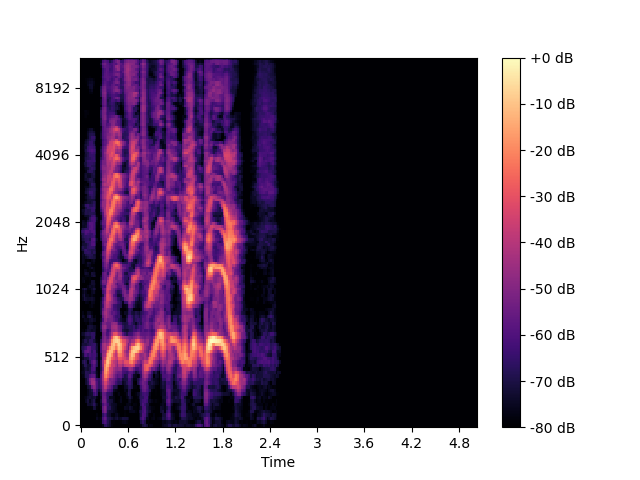 8192
4096
2048
1024
512
0
Hz
0 0.6 1.2 1.8 2.4 3 3.6 4.2 4.8
Time
+0 dB
-10 dB
-20 dB
-30 dB
-40 dB
-50 dB
-60 dB
-70 dB
-80 dB